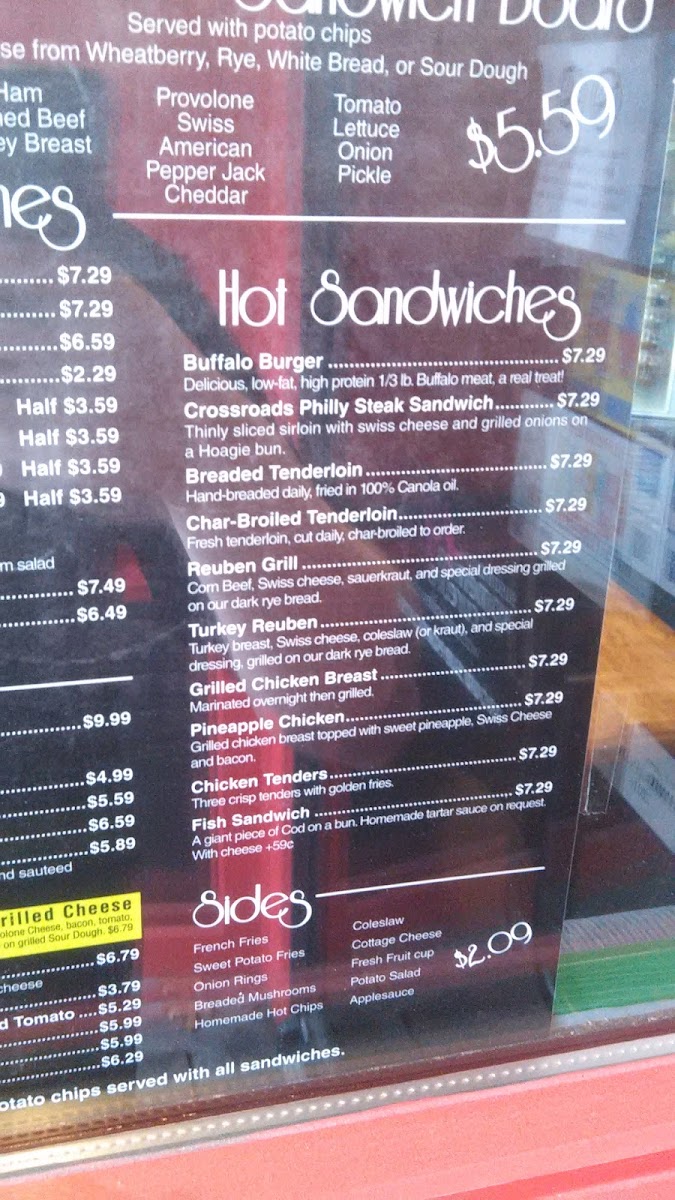 Sandwich Board
Served with potato chips
se from Wheatberry, Rye, White Bread, or Sour Dough
Ham
ned Beef
ey Breast
Provolone
Swiss
American
Pepper Jack
Cheddar
Tomato
Lettuce
Onion
Pickle
$5.59
hes
.......... $7.29
.......... $7.29
..........$6.59
..........$2.29
Half $3.59
Half $3.59
Half $3.59
9 Half $3.59
m salad
.......... $7.49
..........$6.49
..........$9.99
..........$4.99
..........$5.59
..........$6.59
..........$5.89
nd sauteed
rilled Cheese
olone Cheese, bacon, tomato,
on grilled Sour Dough. $6.79
..........$6.79
cheese
..........$3.79
d Tomato ....$5.29
..........$5.99
..........$5.99
..........$6.29
Hot Sandwiches
Buffalo Burger .......... $7.29
Delicious, low-fat, high protein 1/3 lb. Buffalo meat, a real treat!
Crossroads Philly Steak Sandwich.......... $7.29
Thinly sliced sirloin with swiss cheese and grilled onions on
a Hoagie bun.
Breaded Tenderloin .......... $7.29
Hand-breaded daily, fried in 100% Canola oil.
Char-Broiled Tenderloin.......... $7.29
Fresh tenderloin, cut daily, char-broiled to order.
Reuben Grill .......... $7.29
Corn Beef, Swiss cheese, sauerkraut, and special dressing grilled
on our dark rye bread.
Turkey Reuben .......... $7.29
Turkey breast, Swiss cheese, coleslaw (or kraut), and special
dressing, grilled on our dark rye bread.
Grilled Chicken Breast .......... $7.29
Marinated overnight then grilled.
Pineapple Chicken.......... $7.29
Grilled chicken breast topped with sweet pineapple, Swiss Cheese
and bacon.
Chicken Tenders.......... $7.29
Three crisp tenders with golden fries.
Fish Sandwich .......... $7.29
A giant piece of Cod on a bun. Homemade tartar sauce on request.
With cheese +59c
Sides
French Fries
Sweet Potato Fries
Onion Rings
Breadeâ Mushrooms
Homemade Hot Chips
Coleslaw
Cottage Cheese
Fresh Fruit cup
Potato Salad
Applesauce
$2.09
otato chips served with all sandwiches.